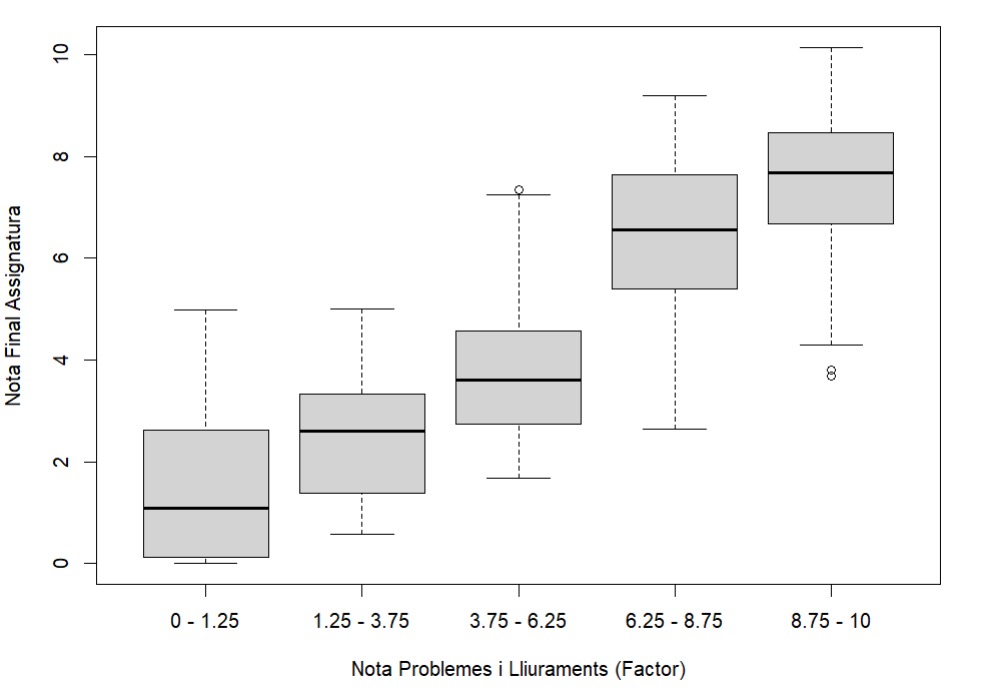 10
8
6
4
2
0
Nota Final Assignatura
0 - 1.25
1.25 - 3.75
3.75 - 6.25
6.25 - 8.75
8.75 - 10
Nota Problemes i Lliuraments (Factor)